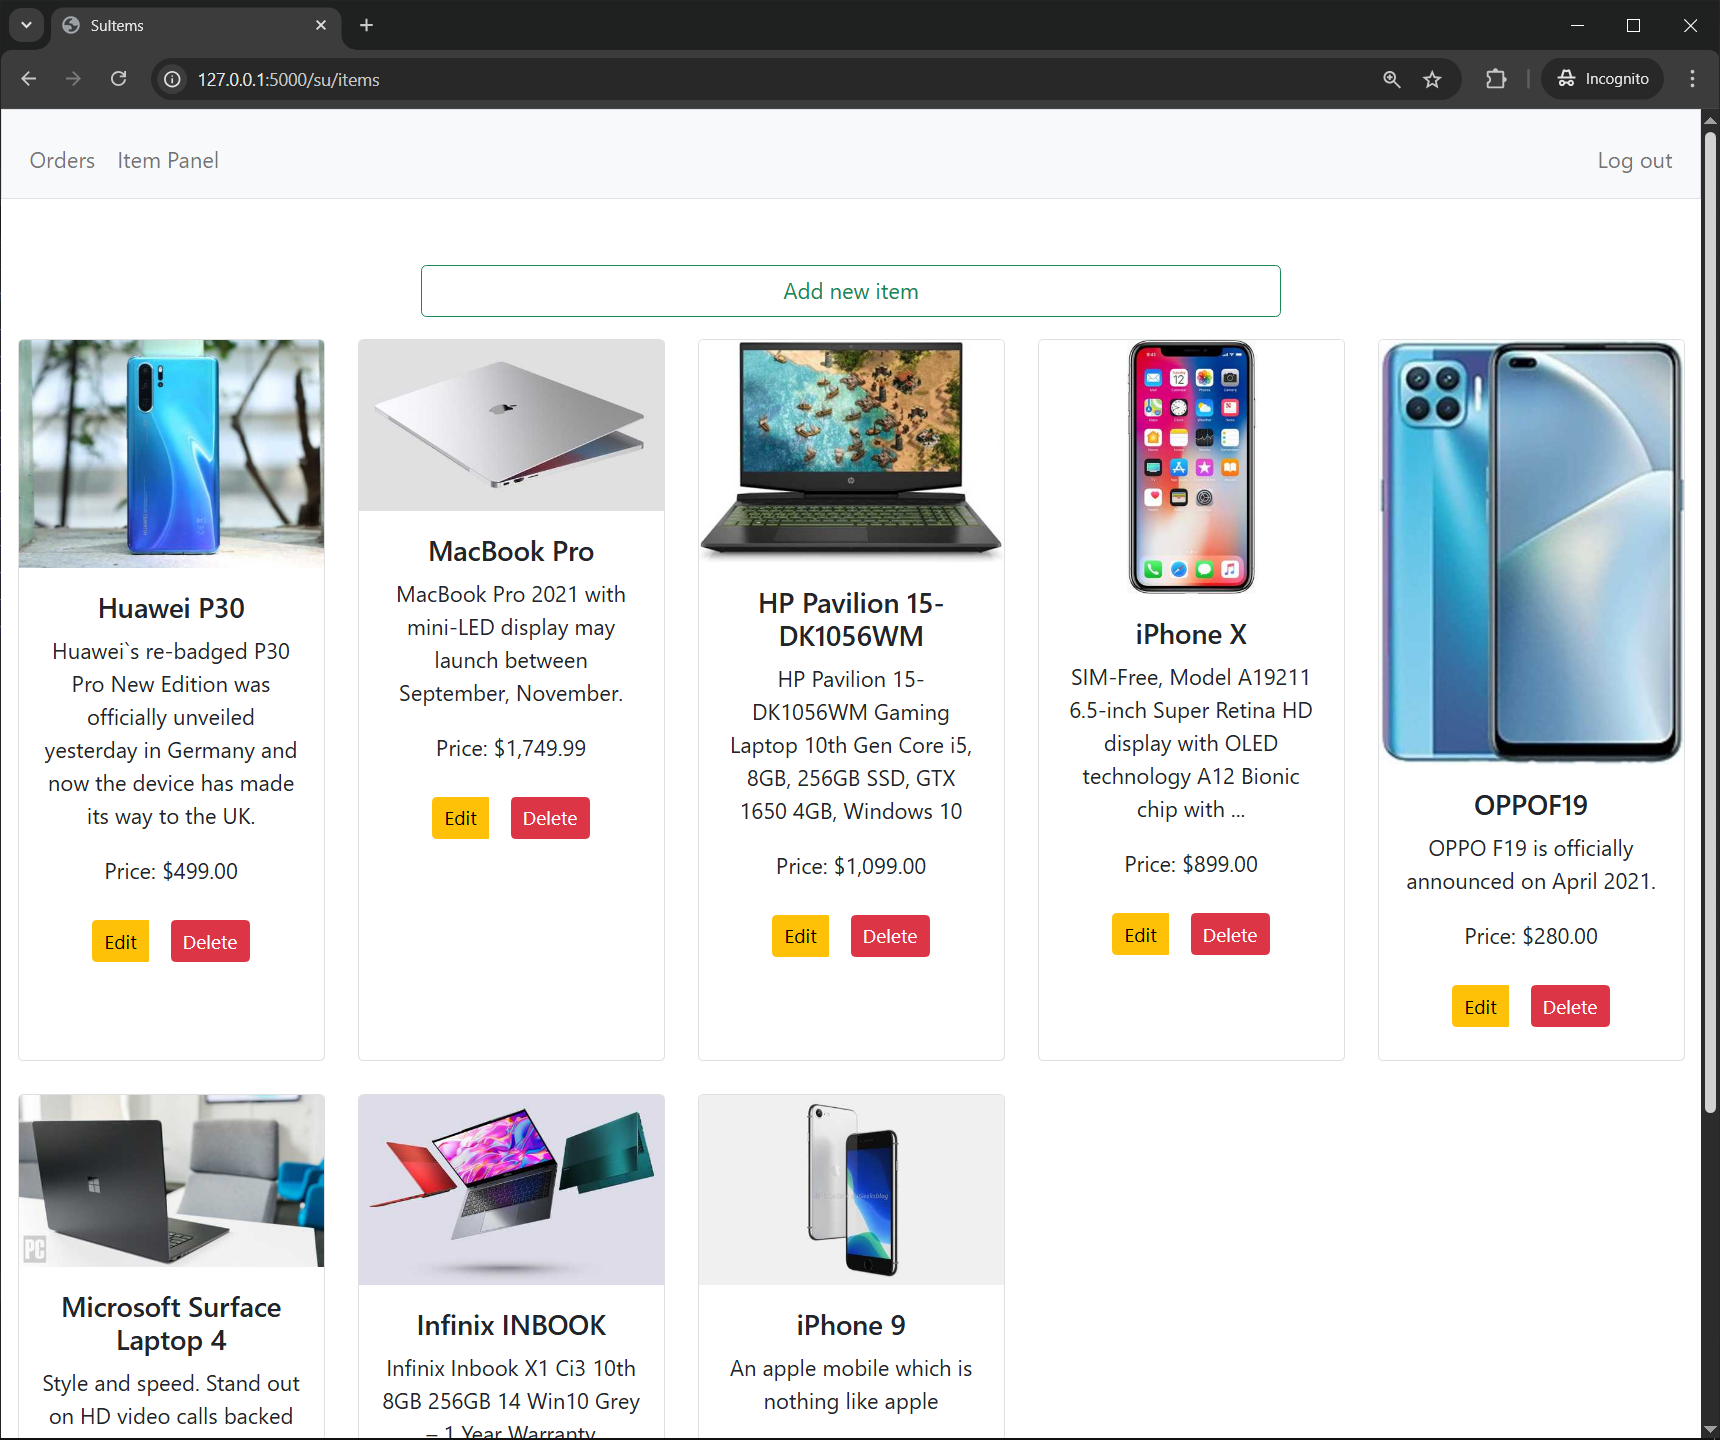 SuItems
127.0.0.1:5000/su/items
Incognito
Orders
Item Panel
Log out
Add new item
Huawei P30
Huawei`s re-badged P30
Pro New Edition was
officially unveiled
yesterday in Germany and
now the device has made
its way to the UK.
Price: $499.00
Edit
Delete
MacBook Pro
MacBook Pro 2021 with
mini-LED display may
launch between
September, November.
Price: $1,749.99
Edit
Delete
HP Pavilion 15-
DK1056WM
HP Pavilion 15-
DK1056WM Gaming
Laptop 10th Gen Core i5,
8GB, 256GB SSD, GTX
1650 4GB, Windows 10
Price: $1,099.00
Edit
Delete
iPhone X
SIM-Free, Model A19211
6.5-inch Super Retina HD
display with OLED
technology A12 Bionic
chip with ...
Price: $899.00
Edit
Delete
OPPOF19
OPPO F19 is officially
announced on April 2021.
Price: $280.00
Edit
Delete
PC
Microsoft Surface
Laptop 4
Style and speed. Stand out
on HD video calls backed
Infinix INBOOK
Infinix Inbook X1 Ci3 10th
8GB 256GB 14 Win10 Grey
– 1 Year Warranty
iPhone 9
An apple mobile which is
nothing like apple